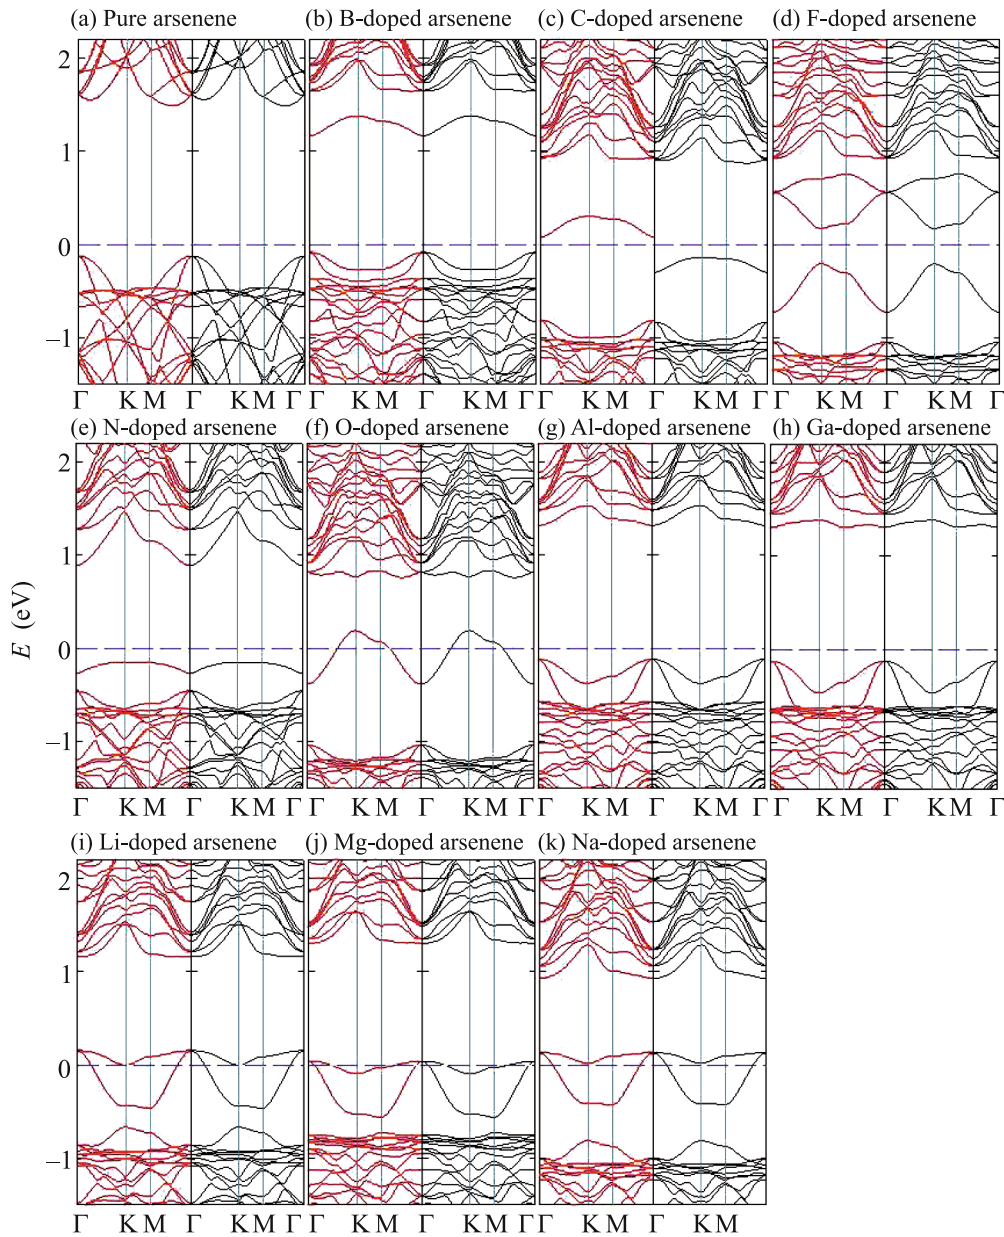 (a) Pure arsenene (b) B-doped arsenene (c) C-doped arsenene (d) F-doped arsenene
2
1
0
−1
Γ K M Γ K M Γ Γ K M Γ K M Γ Γ K M Γ K M Γ Γ K M Γ K M Γ
(e) N-doped arsenene (f) O-doped arsenene (g) Al-doped arsenene (h) Ga-doped arsenene
2
1
E (eV)
0
−1
Γ K M Γ K M Γ Γ K M Γ K M Γ Γ K M Γ K M Γ Γ K M Γ K M Γ
(i) Li-doped arsenene (j) Mg-doped arsenene (k) Na-doped arsenene
2
1
0
−1
Γ K M Γ K M Γ Γ K M Γ K M Γ Γ K M Γ K M